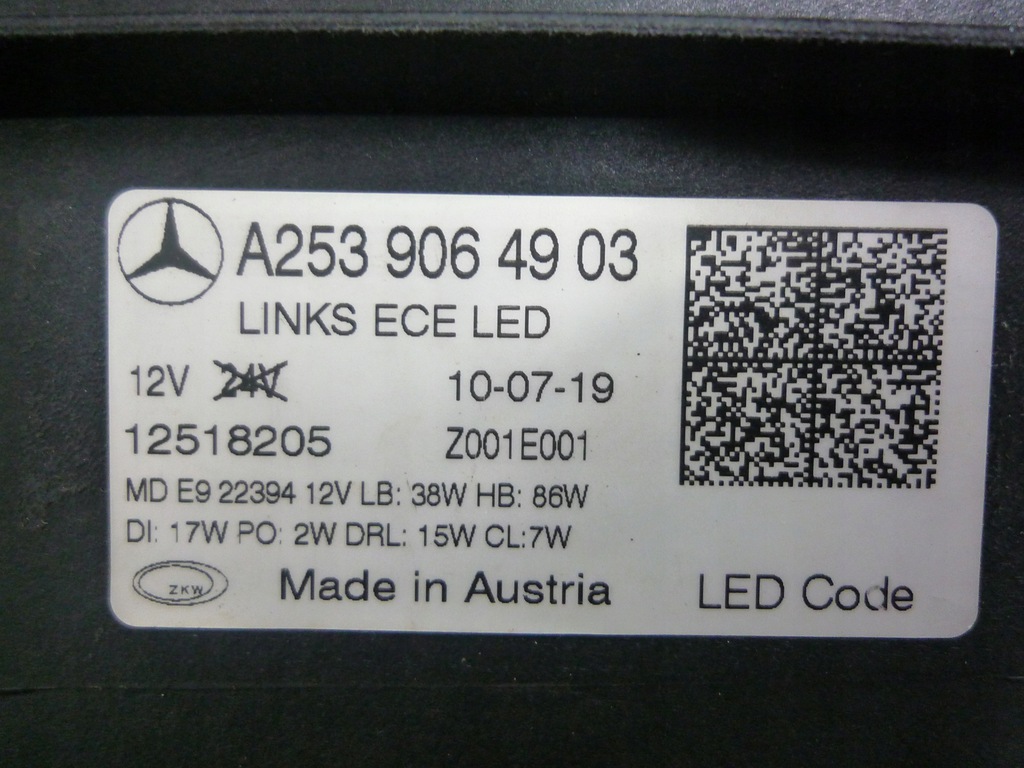 A253 906 49 03
LINKS ECE LED
12V 24V 10-07-19
12518205 Z001E001
MD E9 22394 12V LB: 38W HB: 86W
DI: 17W PO: 2W DRL: 15W CL:7W
ZKW Made in Austria LED Code